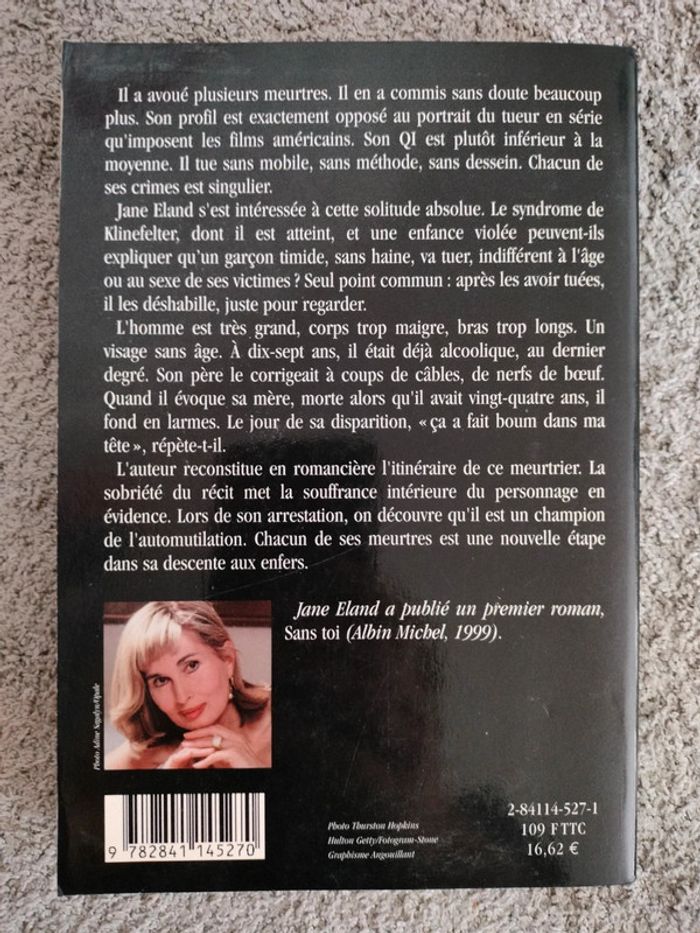 Il a avoué plusieurs meurtres. Il en a commis sans doute beaucoup
plus. Son profil est exactement opposé au portrait du tueur en série
qu'imposent les films américains. Son QI est plutôt inférieur à la
moyenne. Il tue sans mobile, sans méthode, sans dessein. Chacun de
ses crimes est singulier.
Jane Eland s'est intéressée à cette solitude absolue. Le syndrome de
Klinefelter, dont il est atteint, et une enfance violée peuvent-ils
expliquer qu'un garçon timide, sans haine, va tuer, indifférent à l'âge
ou au sexe de ses victimes ? Seul point commun : après les avoir tuées,
il les déshabille, juste pour regarder.
L'homme est très grand, corps trop maigre, bras trop longs. Un
visage sans âge. À dix-sept ans, il était déjà alcoolique, au dernier
degré. Son père le corrigeait à coups de câbles, de nerfs de bœuf.
Quand il évoque sa mère, morte alors qu'il avait vingt-quatre ans, il
fond en larmes. Le jour de sa disparition, « ça a fait boum dans ma
tête », répète-t-il.
L'auteur reconstitue en romancière l'itinéraire de ce meurtrier. La
sobriété du récit met la souffrance intérieure du personnage en
évidence. Lors de son arrestation, on découvre qu'il est un champion
de l'automutilation. Chacun de ses meurtres est une nouvelle étape
dans sa descente aux enfers.
Jane Eland a publié un premier roman,
Sans toi (Albin Michel, 1999).
Photo Adine Sagalyn/Opale
9 782841 145270
Photo Thurston Hopkins
Hulton Getty/Fotogram-Stone
Graphisme Angouillant
2-84114-527-1
109 F TTC
16,62 €